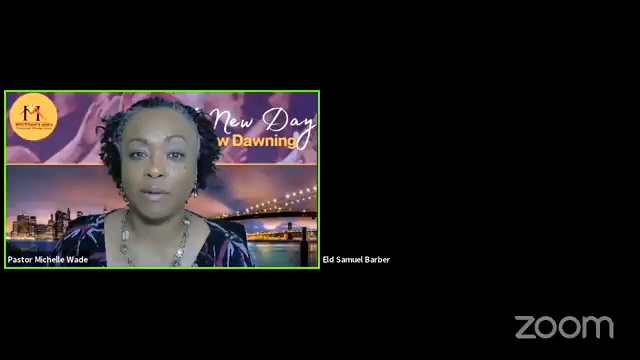 M
New Day
w Dawning
Pastor Michelle Wade
Eld Samuel Barber
zoom